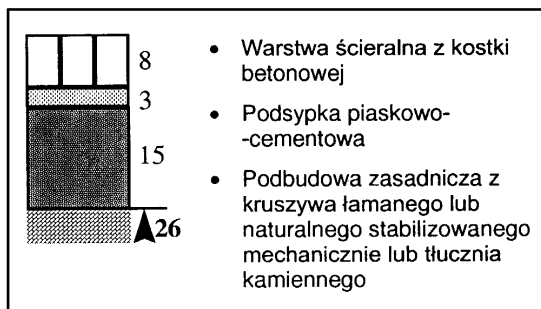 8
3
15
26
• Warstwa ścieralna z kostki
betonowej
• Podsypka piaskowo-
-cementowa
• Podbudowa zasadnicza z
kruszywa łamanego lub
naturalnego stabilizowanego
mechanicznie lub tłucznia
kamiennego